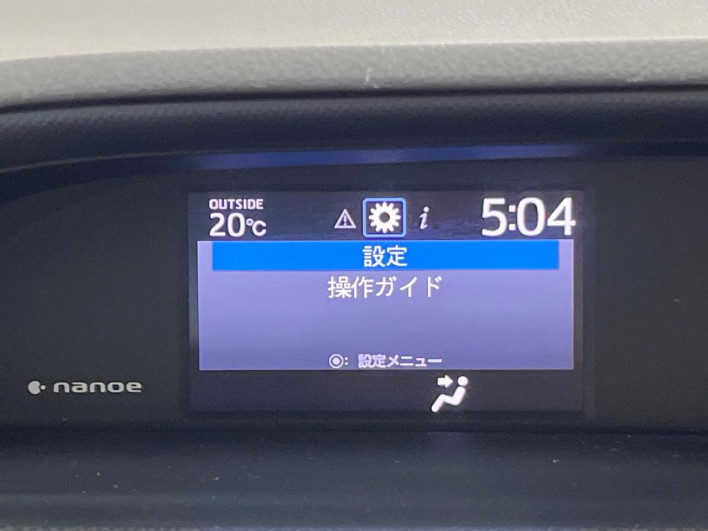 OUTSIDE
20℃
i
5:04
設定
操作ガイド
◉: 設定メニュー
nanoe